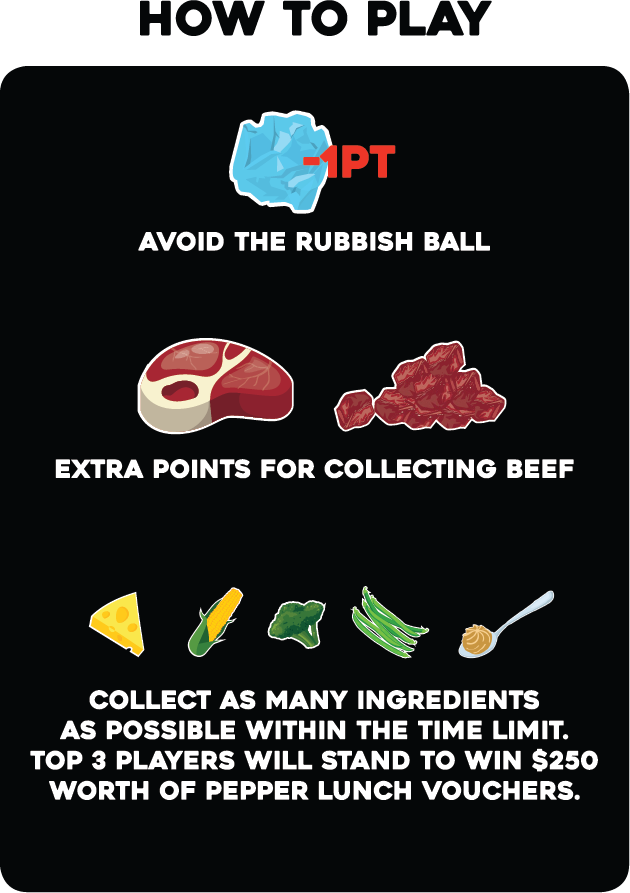 HOW TO PLAY
-1PT
AVOID THE RUBBISH BALL
EXTRA POINTS FOR COLLECTING BEEF
COLLECT AS MANY INGREDIENTS
AS POSSIBLE WITHIN THE TIME LIMIT.
TOP 3 PLAYERS WILL STAND TO WIN $250
WORTH OF PEPPER LUNCH VOUCHERS.